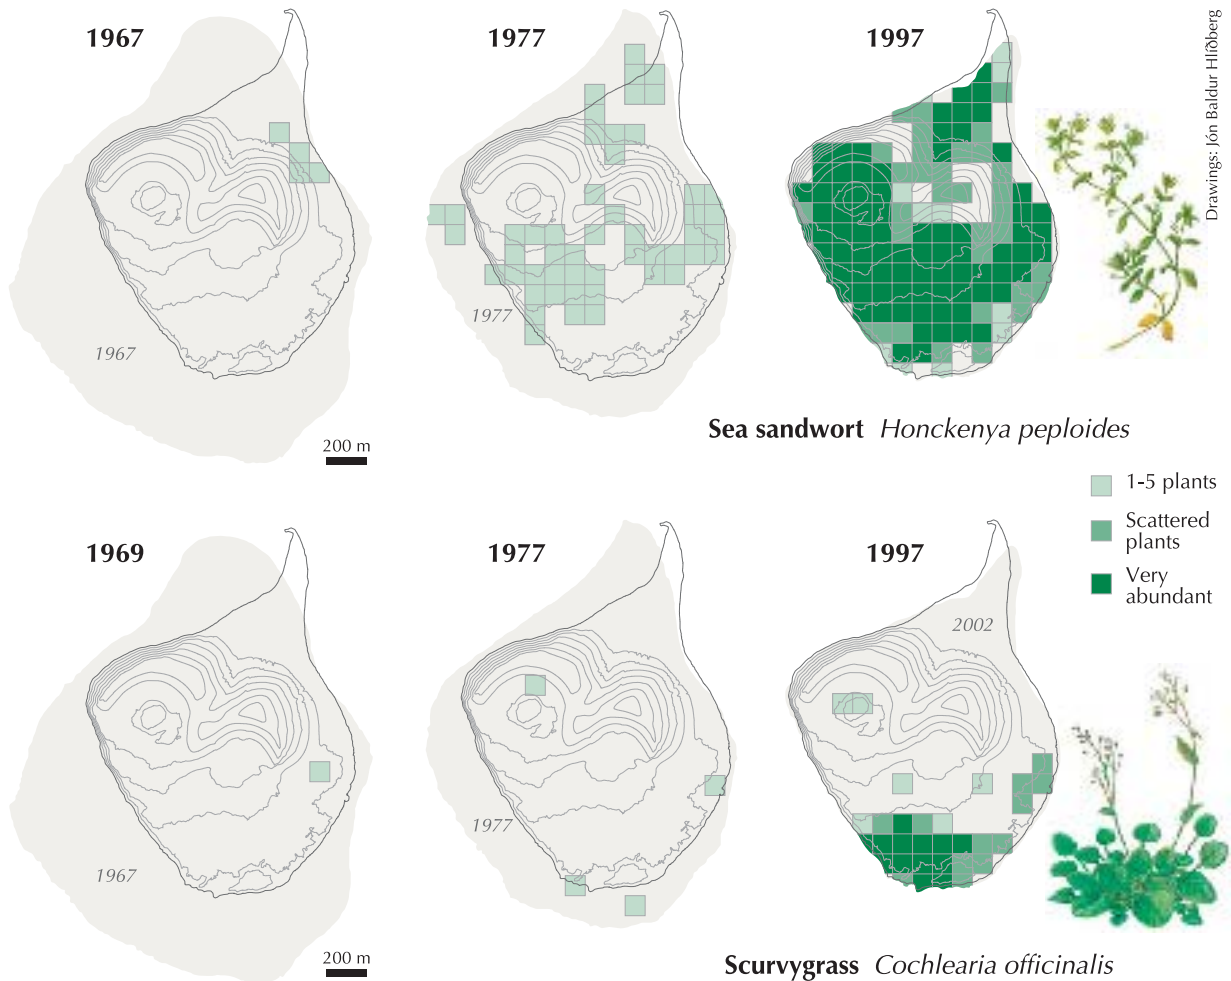 1967
1977
1997
Drawings: Jón Baldur Hlíðberg
1977
1967
200 m
Sea sandwort Honckenya peploides
1-5 plants
Scattered
plants
Very
abundant
1969
1977
1997
2002
1977
1967
200 m
Scurvygrass Cochlearia officinalis